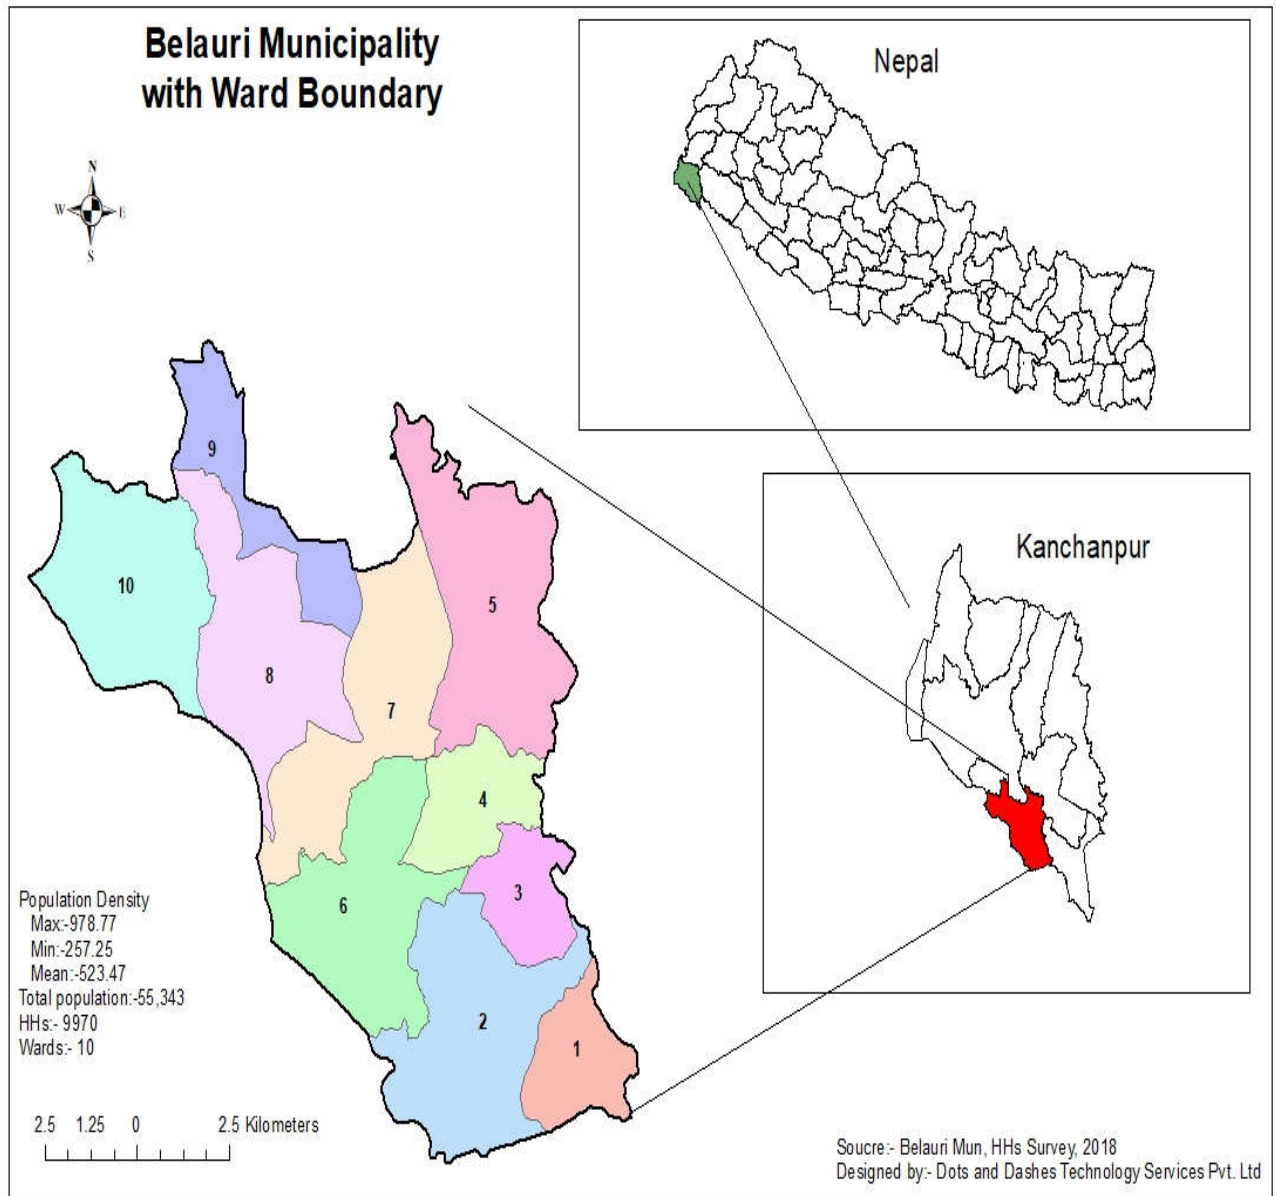 Belauri Municipality
with Ward Boundary
Nepal
N
W E
S
9
10
5
8
7
4
3
6
2
1
Kanchanpur
Population Density
Max:-978.77
Min:-257.25
Mean:-523.47
Total population:-55,343
HHs:- 9970
Wards:- 10
2.5 1.25 0 2.5 Kilometers
Soucre:- Belauri Mun, HHs Survey, 2018
Designed by:- Dots and Dashes Technology Services Pvt. Ltd